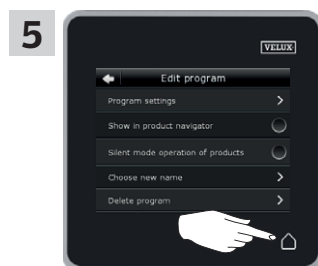 5
VELUX
Edit program
Program settings
Show in product navigator
Silent mode operation of products
Choose new name
Delete program